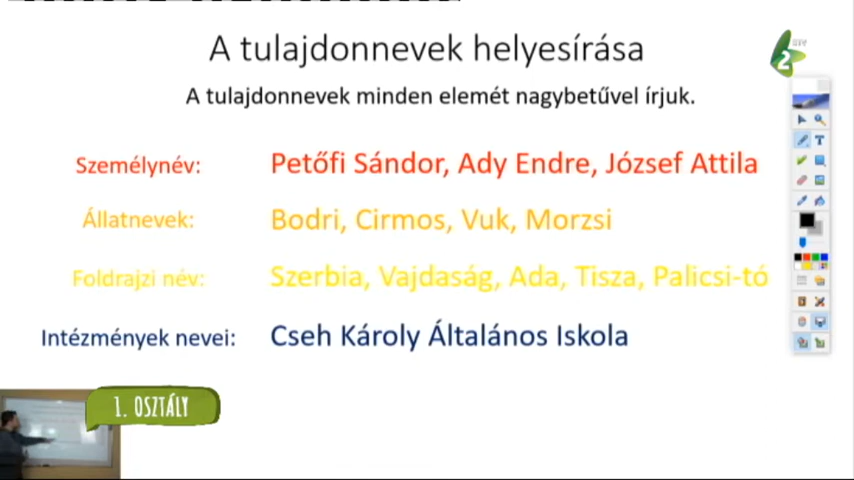 A tulajdonnevek helyesírása
A tulajdonnevek minden elemét nagybetűvel írjuk.
Személynév: Petőfi Sándor, Ady Endre, József Attila
Állatnevek: Bodri, Cirmos, Vuk, Morzsi
Foldrajzi név: Szerbia, Vajdaság, Ada, Tisza, Palicsi-tó
Intézmények nevei: Cseh Károly Általános Iskola
1. OSZTÁLY
2
T